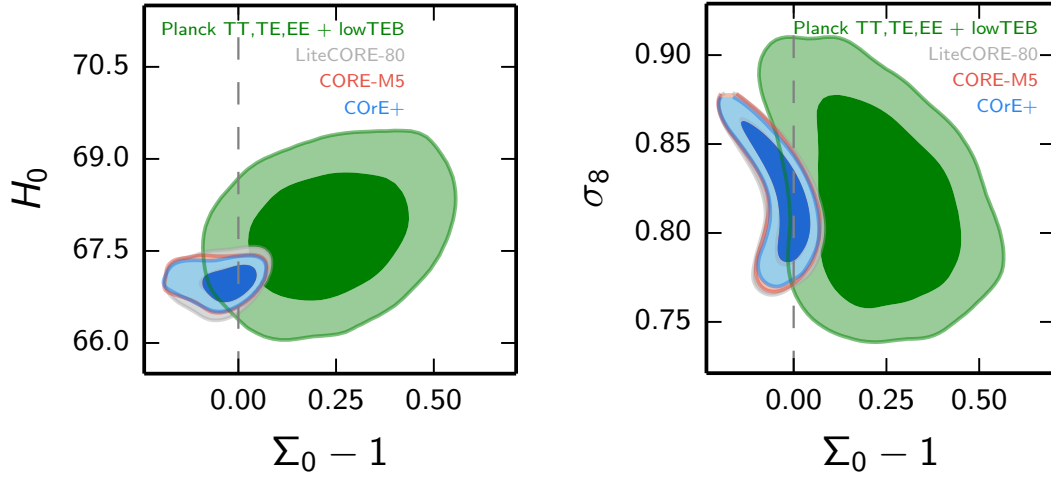 Planck TT,TE,EE + lowTEB
LiteCORE-80
CORE-M5
COrE+
70.5
69.0
67.5
66.0
H₀
0.00 0.25 0.50
Σ₀ − 1
Planck TT,TE,EE + lowTEB
LiteCORE-80
CORE-M5
COrE+
0.90
0.85
0.80
0.75
σ₈
0.00 0.25 0.50
Σ₀ − 1